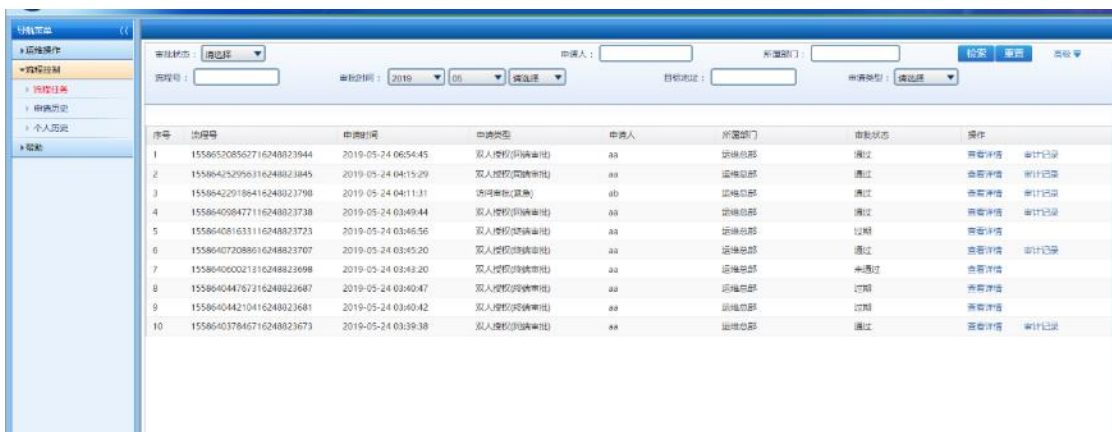 导航菜单
运维操作
流程控制
流程任务
申请历史
个人历史
帮助
审批状态： 请选择 申请人： 所属部门： 检索 重置 高级
流程号： 审批时间： 2019 05 请选择 目标地址： 申请类型： 请选择
序号 流程号 申请时间 申请类型 申请人 所属部门 审批状态 操作
1 155865208562716248823944 2019-05-24 06:54:45 双人授权(同端审批) aa 运维总部 通过 查看详情 审计记录
2 155864252956316248823845 2019-05-24 04:15:29 双人授权(同端审批) aa 运维总部 通过 查看详情 审计记录
3 155864229186416248823798 2019-05-24 04:11:31 访问审批(紧急) ab 运维总部 通过 查看详情 审计记录
4 155864098477116248823738 2019-05-24 03:49:44 双人授权(同端审批) aa 运维总部 通过 查看详情 审计记录
5 155864081633116248823723 2019-05-24 03:46:56 双人授权(终端审批) aa 运维总部 过期 查看详情
6 155864072088616248823707 2019-05-24 03:45:20 双人授权(终端审批) aa 运维总部 通过 查看详情 审计记录
7 155864060021316248823698 2019-05-24 03:43:20 双人授权(终端审批) aa 运维总部 未通过 查看详情
8 155864044767316248823687 2019-05-24 03:40:47 双人授权(终端审批) aa 运维总部 过期 查看详情
9 155864044210416248823681 2019-05-24 03:40:42 双人授权(终端审批) aa 运维总部 过期 查看详情
10 155864037846716248823673 2019-05-24 03:39:38 双人授权(同端审批) aa 运维总部 通过 查看详情 审计记录